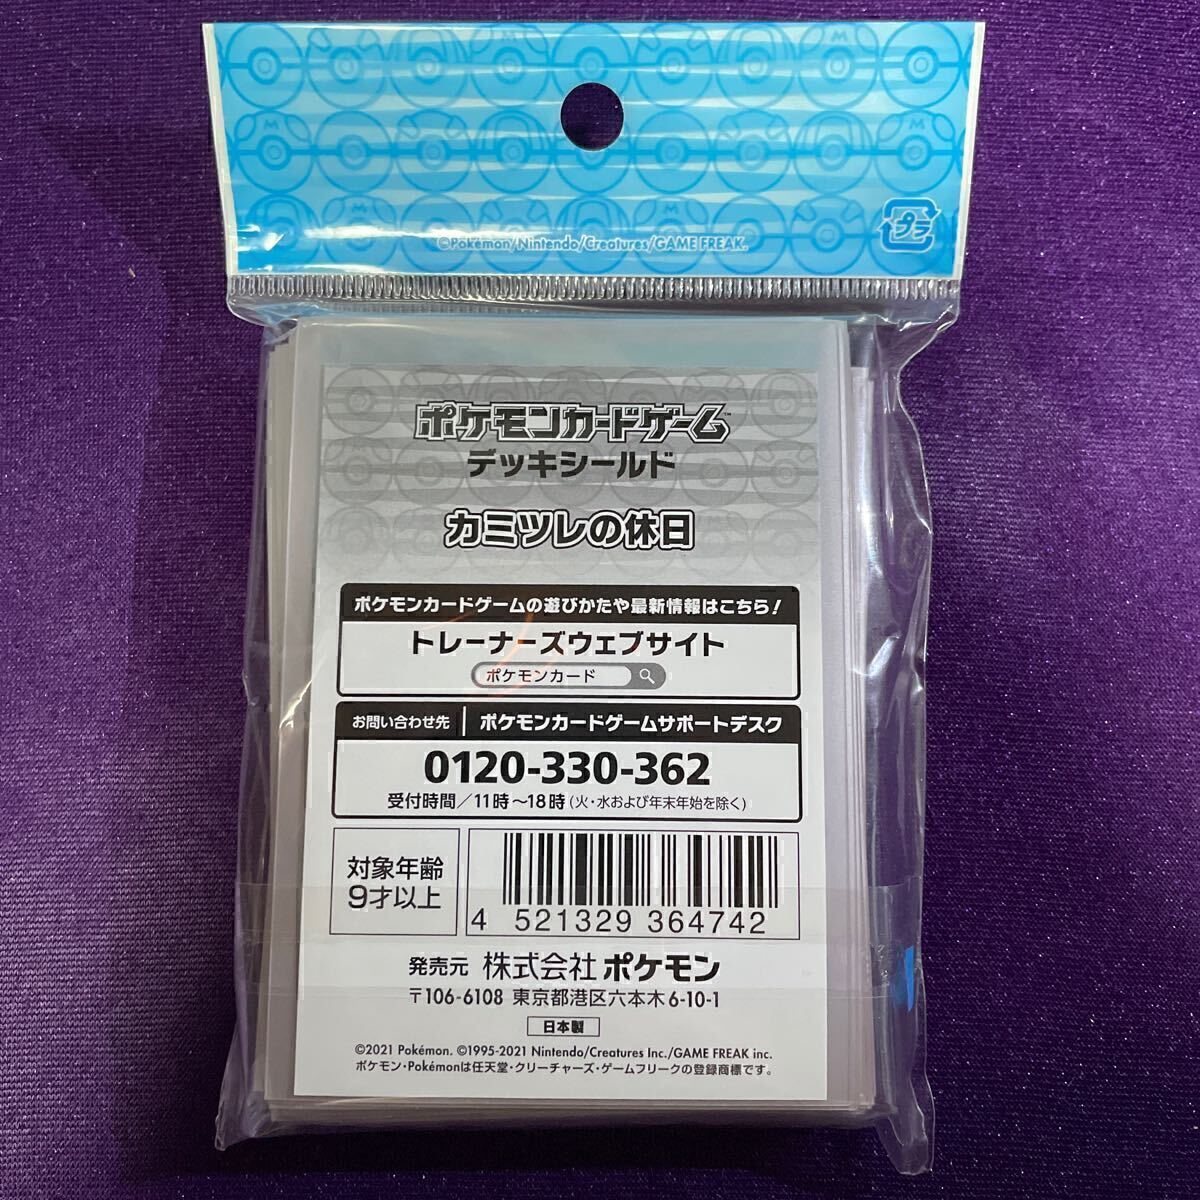 ©Pokémon/Nintendo/Creatures/GAME FREAK.
プラ
ポケモンカードゲーム™
デッキシールド
カミツレの休日
ポケモンカードゲームの遊びかたや最新情報はこちら!
トレーナーズウェブサイト
ポケモンカード
お問い合わせ先 ポケモンカードゲームサポートデスク
0120-330-362
受付時間/11時~18時(火・水および年末年始を除く)
対象年齢
9才以上
4 521329 364742
発売元 株式会社ポケモン
〒106-6108 東京都港区六本木6-10-1
日本製
©2021 Pokémon. ©1995-2021 Nintendo/Creatures Inc./GAME FREAK inc.
ポケモン・Pokémonは任天堂・クリーチャーズ・ゲームフリークの登録商標です。